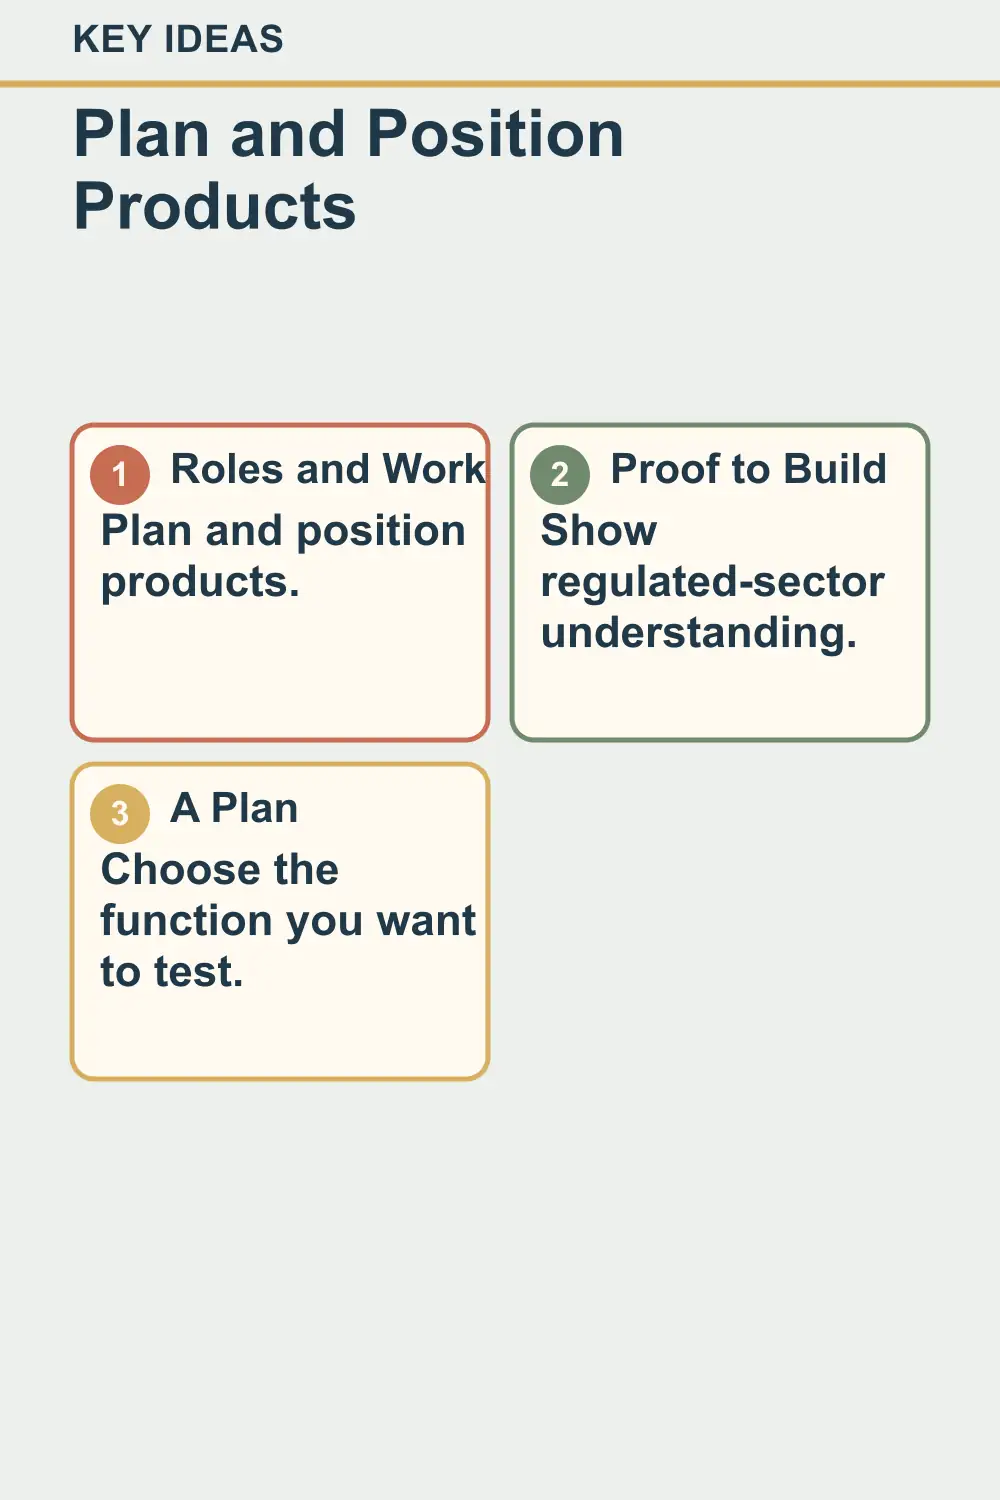 KEY IDEAS
Plan and Position
Products
1
Roles and Work
Plan and position
products.
2
Proof to Build
Show
regulated-sector
understanding.
3
A Plan
Choose the
function you want
to test.